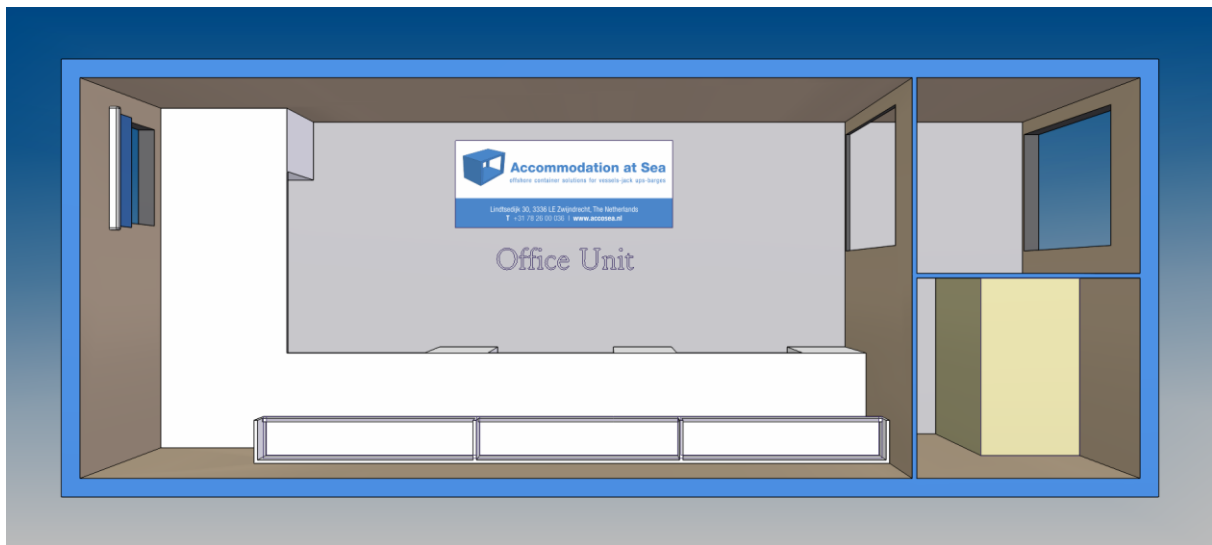 Accommodation at Sea
offshore container solutions for vessels-jack ups-barges
Lindtsedijk 30, 3336 LE Zwijndrecht, The Netherlands
T +31 78 26 00 036 I www.accosea.nl
Office Unit